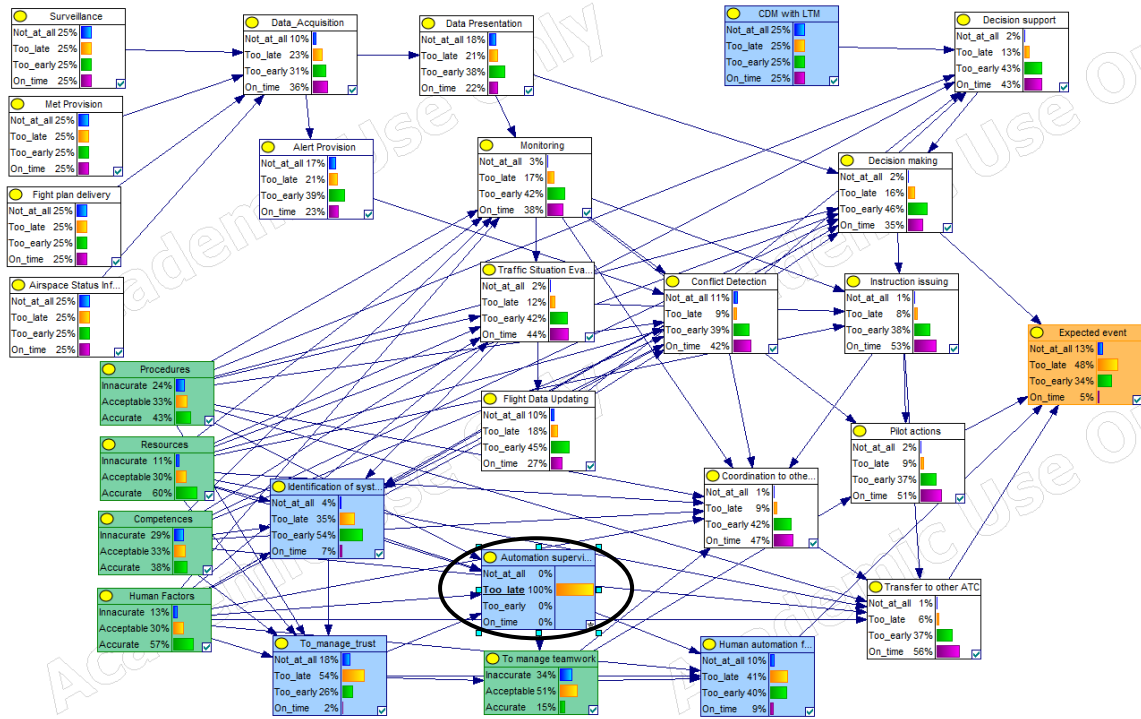 Surveillance
Not_at_all 25%
Too_late 25%
Too_early 25%
On_time 25%
Data_Acquisition
Not_at_all 10%
Too_late 23%
Too_early 31%
On_time 36%
Data Presentation
Not_at_all 18%
Too_late 21%
Too_early 38%
On_time 22%
CDM with LTM
Not_at_all 25%
Too_late 25%
Too_early 25%
On_time 25%
Decision support
Not_at_all 2%
Too_late 13%
Too_early 43%
On_time 43%
Met Provision
Not_at_all 25%
Too_late 25%
Too_early 25%
On_time 25%
Alert Provision
Not_at_all 17%
Too_late 21%
Too_early 39%
On_time 23%
Monitoring
Not_at_all 3%
Too_late 17%
Too_early 42%
On_time 38%
Decision making
Not_at_all 2%
Too_late 16%
Too_early 46%
On_time 35%
Fight plan delivery
Not_at_all 25%
Too_late 25%
Too_early 25%
On_time 25%
Airspace Status Inf...
Not_at_all 25%
Too_late 25%
Too_early 25%
On_time 25%
Traffic Situation Eva...
Not_at_all 2%
Too_late 12%
Too_early 42%
On_time 44%
Conflict Detection
Not_at_all 11%
Too_late 9%
Too_early 39%
On_time 42%
Instruction issuing
Not_at_all 1%
Too_late 8%
Too_early 38%
On_time 53%
Expected event
Not_at_all 13%
Too_late 48%
Too_early 34%
On_time 5%
Procedures
Innacurate 24%
Acceptable 33%
Accurate 43%
Flight Data Updating
Not_at_all 10%
Too_late 18%
Too_early 45%
On_time 27%
Pilot actions
Not_at_all 2%
Too_late 9%
Too_early 37%
On_time 51%
Resources
Innacurate 11%
Acceptable 30%
Accurate 60%
Identification of syst...
Not_at_all 4%
Too_late 35%
Too_early 54%
On_time 7%
Coordination to othe...
Not_at_all 1%
Too_late 9%
Too_early 42%
On_time 47%
Competences
Innacurate 29%
Acceptable 33%
Accurate 38%
Automation supervi...
Not_at_all 0%
Too_late 100%
Too_early 0%
On_time 0%
Transfer to other ATC
Not_at_all 1%
Too_late 6%
Too_early 37%
On_time 56%
Human Factors
Innacurate 13%
Acceptable 30%
Accurate 57%
To_manage_trust
Not_at_all 18%
Too_late 54%
Too_early 26%
On_time 2%
To manage teamwork
Inaccurate 34%
Acceptable 51%
Accurate 15%
Human automation f...
Not_at_all 10%
Too_late 41%
Too_early 40%
On_time 9%
Academic Use Only